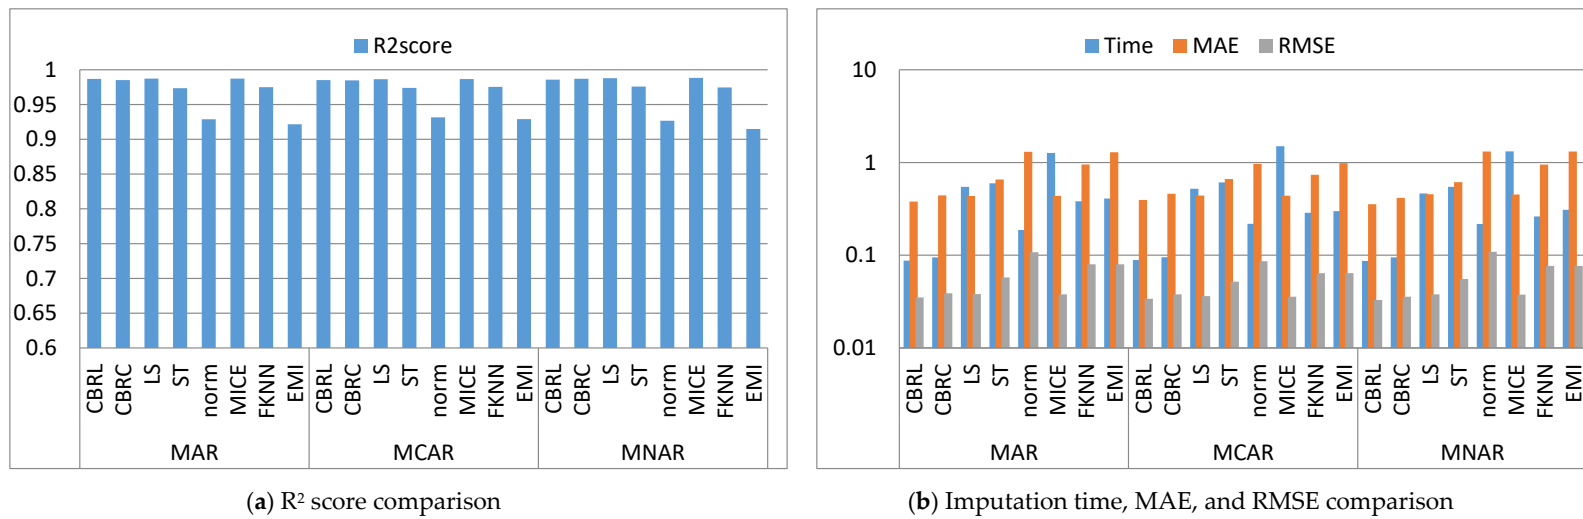 R2score
1
0.95
0.9
0.85
0.8
0.75
0.7
0.65
0.6
CBRL CBRC LS ST norm MICE FKNN EMI CBRL CBRC LS ST norm MICE FKNN EMI CBRL CBRC LS ST norm MICE FKNN EMI
MAR MCAR MNAR
(a) R² score comparison
Time MAE RMSE
10
1
0.1
0.01
CBRL CBRC LS ST norm MICE FKNN EMI CBRL CBRC LS ST norm MICE FKNN EMI CBRL CBRC LS ST norm MICE FKNN EMI
MAR MCAR MNAR
(b) Imputation time, MAE, and RMSE comparison